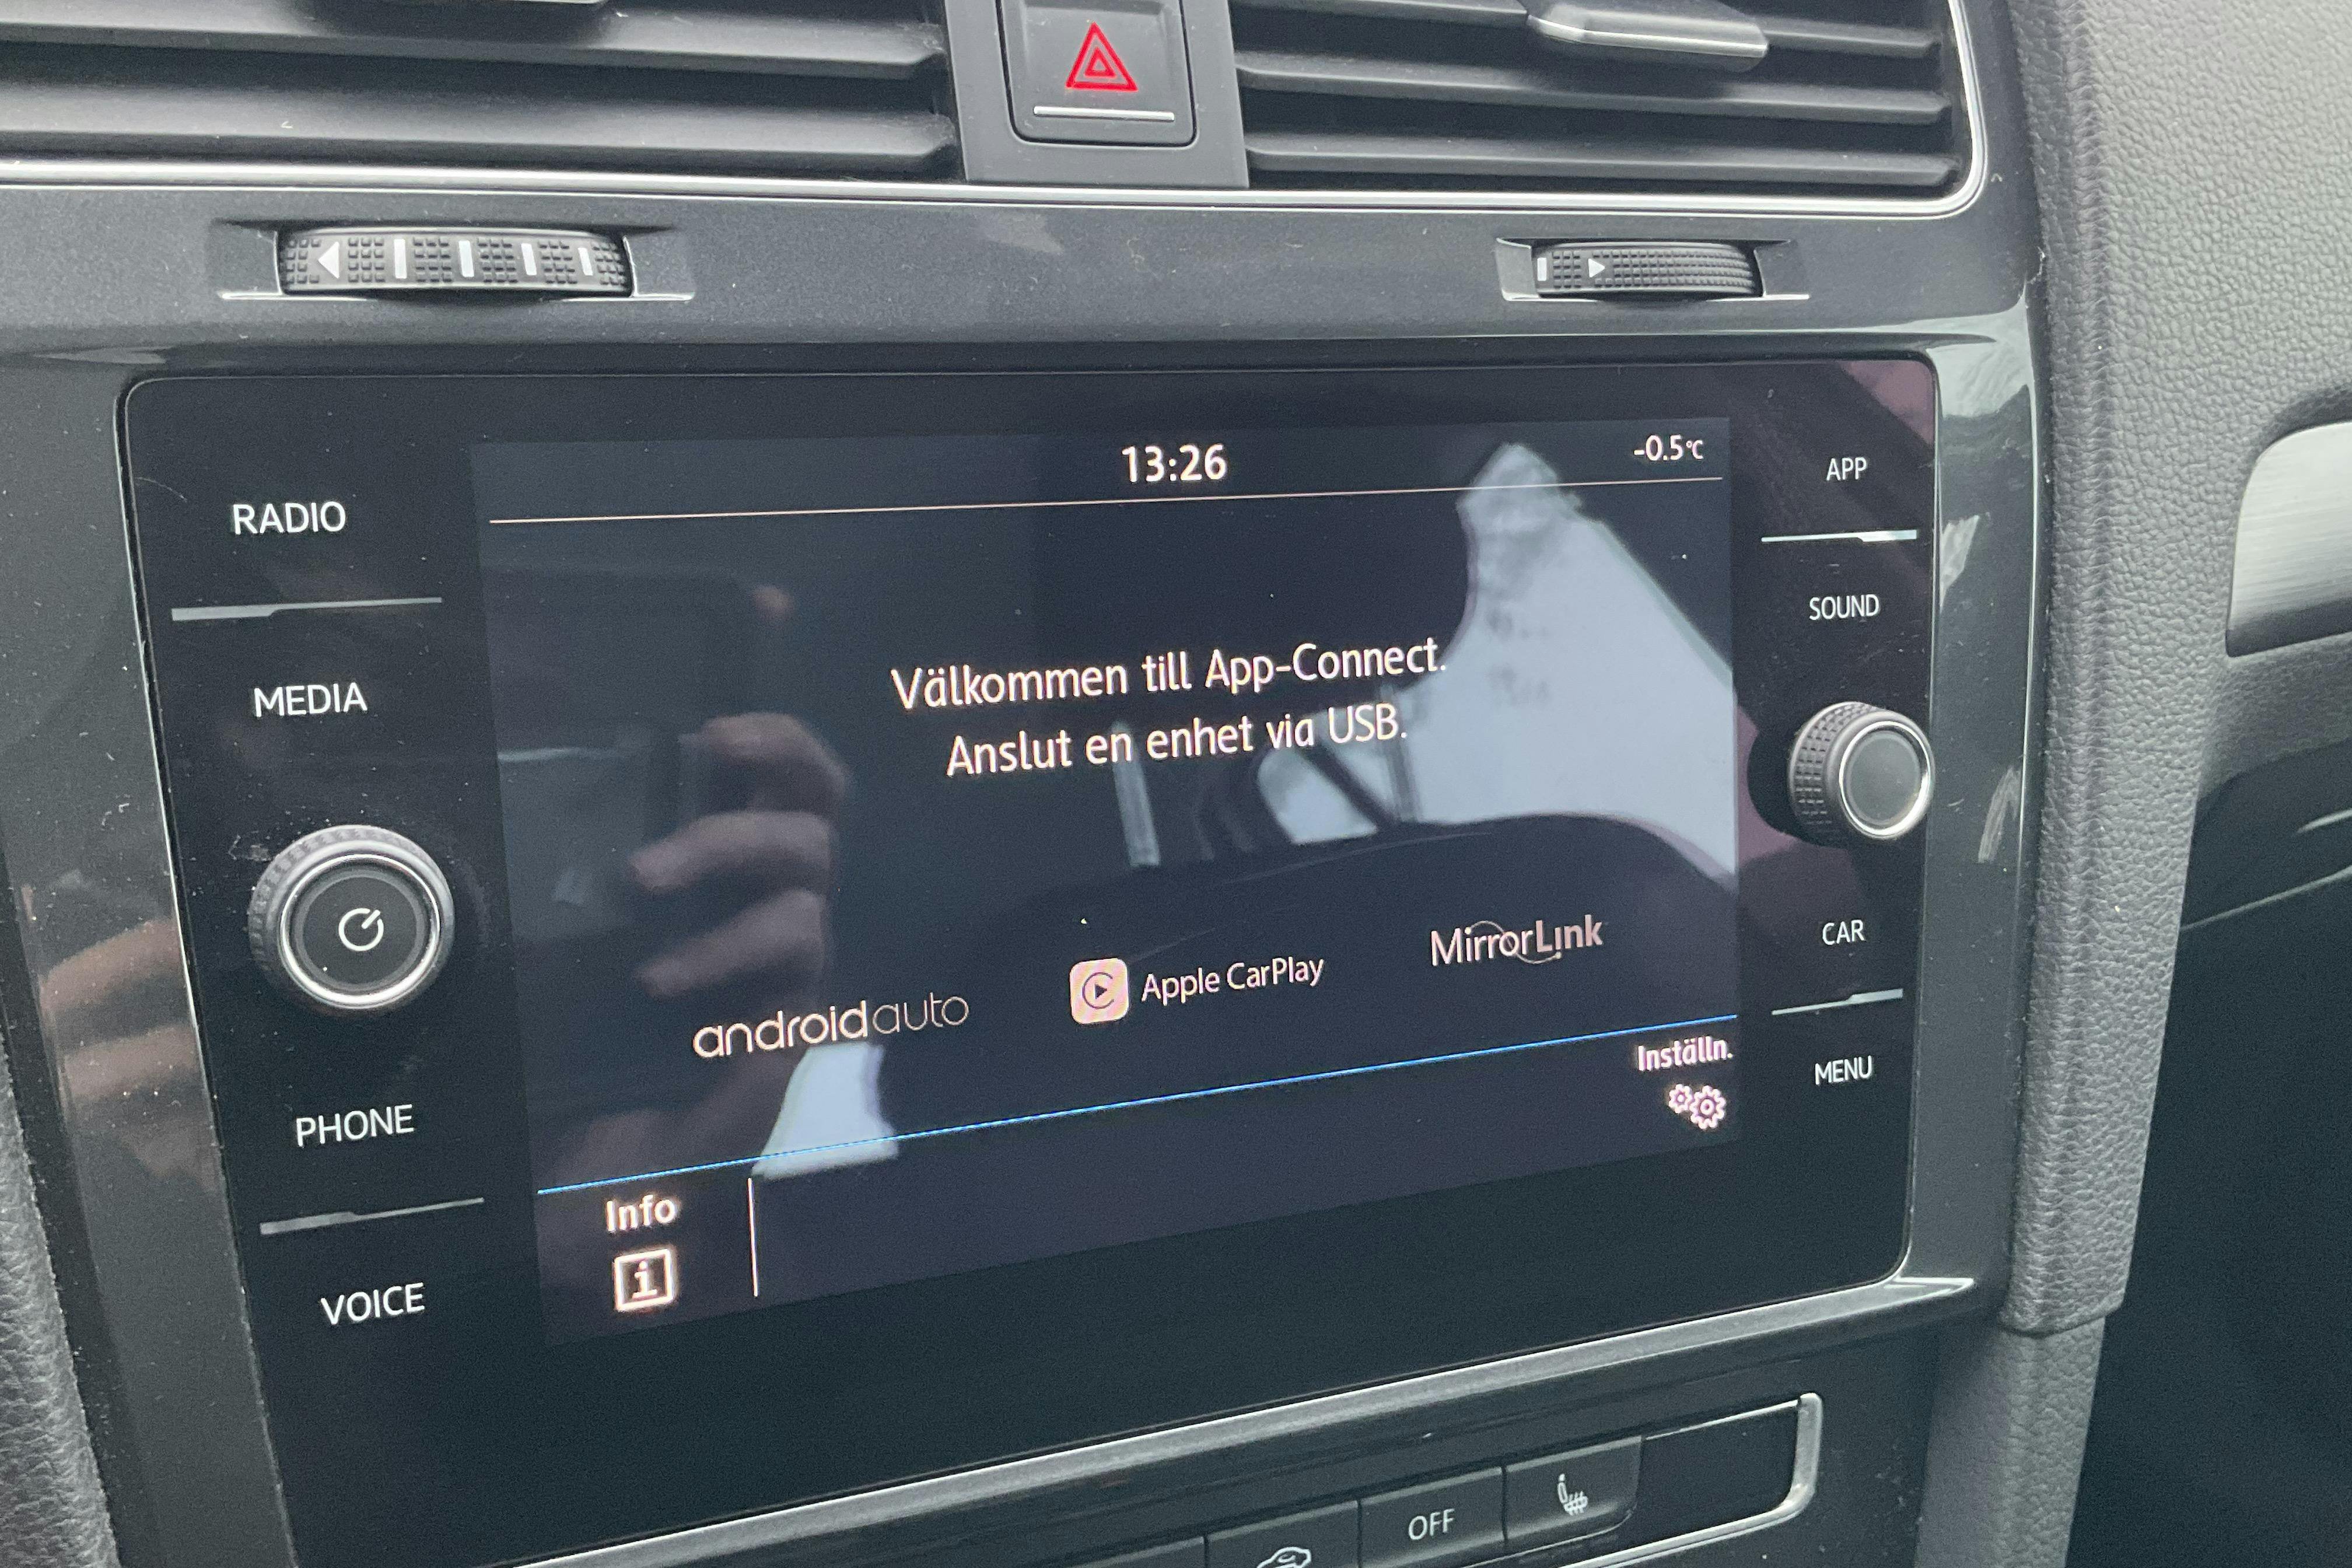 13:26
-0.5°C
RADIO
MEDIA
PHONE
VOICE
Välkommen till App-Connect.
Anslut en enhet via USB.
androidauto
Apple CarPlay
MirrorLink
Inställn.
Info
i
APP
SOUND
CAR
MENU
OFF